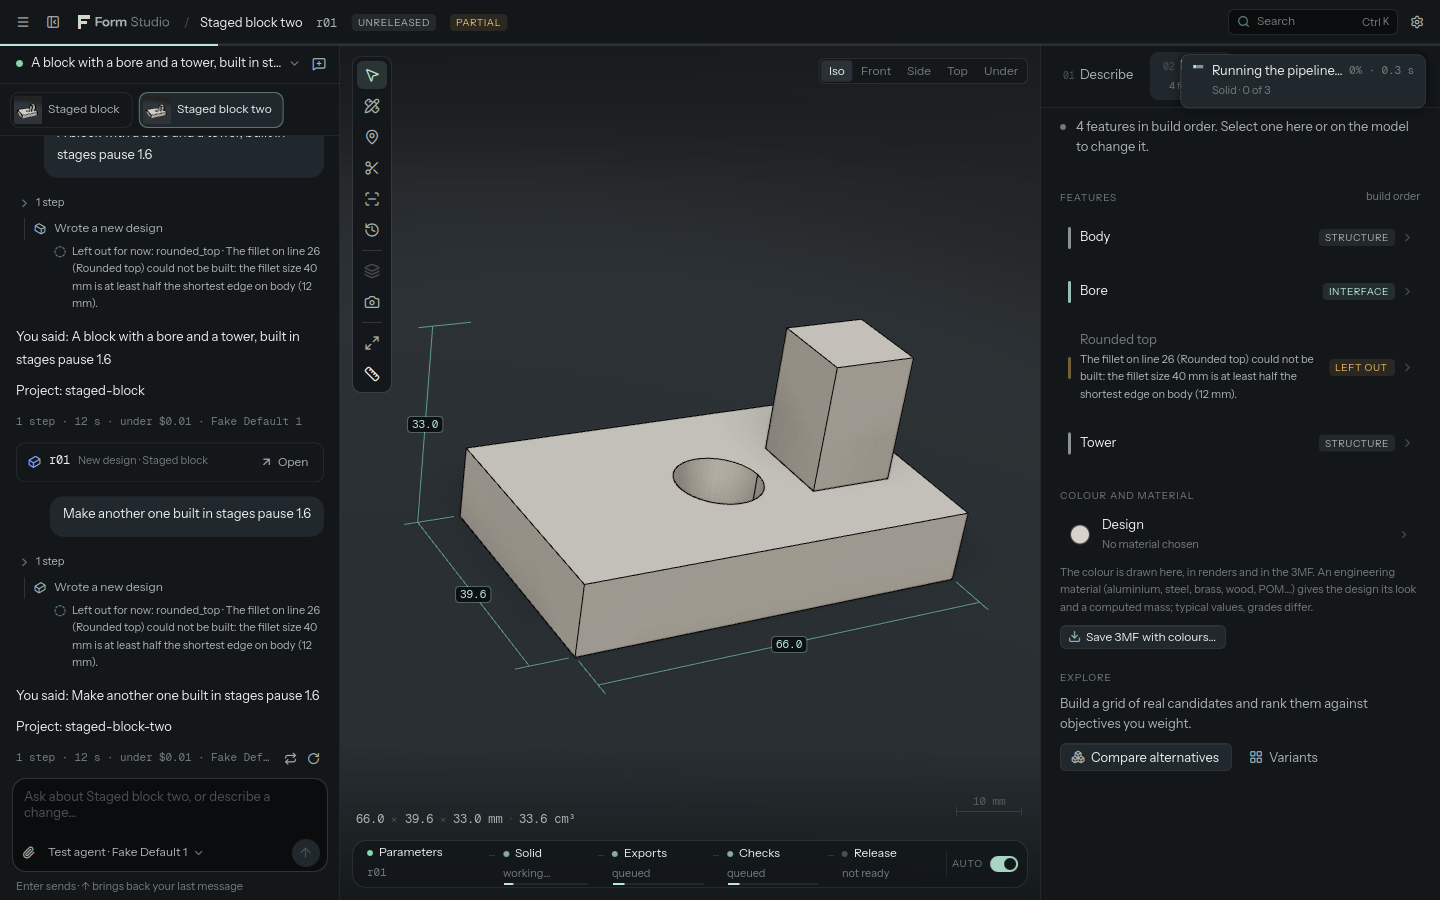 Form Studio / Staged block two r01 UNRELEASED PARTIAL
Search Ctrl K
A block with a bore and a tower, built in st...
Staged block
Staged block two
stages pause 1.6
1 step
Wrote a new design
Left out for now: rounded_top · The fillet on line 26
(Rounded top) could not be built: the fillet size 40
mm is at least half the shortest edge on body (12
mm).
You said: A block with a bore and a tower, built in
stages pause 1.6
Project: staged-block
1 step · 12 s · under $0.01 · Fake Default 1
r01 New design · Staged block Open
Make another one built in stages pause 1.6
1 step
Wrote a new design
Left out for now: rounded_top · The fillet on line 26
(Rounded top) could not be built: the fillet size 40
mm is at least half the shortest edge on body (12
mm).
You said: Make another one built in stages pause 1.6
Project: staged-block-two
1 step · 12 s · under $0.01 · Fake Def...
Ask about Staged block two, or describe a
change...
Test agent · Fake Default 1
Enter sends · ↑ brings back your last message
Iso Front Side Top Under
33.0
39.6
66.0
10 mm
66.0 × 39.6 × 33.0 mm · 33.6 cm³
Parameters
r01
Solid
working...
Exports
queued
Checks
queued
Release
not ready
AUTO
01 Describe
02
Running the pipeline... 0% · 0.3 s
Solid · 0 of 3
4 features in build order. Select one here or on the model
to change it.
FEATURES build order
Body STRUCTURE
Bore INTERFACE
Rounded top
The fillet on line 26 (Rounded top) could not be
built: the fillet size 40 mm is at least half the
shortest edge on body (12 mm).
LEFT OUT
Tower STRUCTURE
COLOUR AND MATERIAL
Design
No material chosen
The colour is drawn here, in renders and in the 3MF. An engineering
material (aluminium, steel, brass, wood, POM...) gives the design its look
and a computed mass; typical values, grades differ.
Save 3MF with colours...
EXPLORE
Build a grid of real candidates and rank them against
objectives you weight.
Compare alternatives
Variants